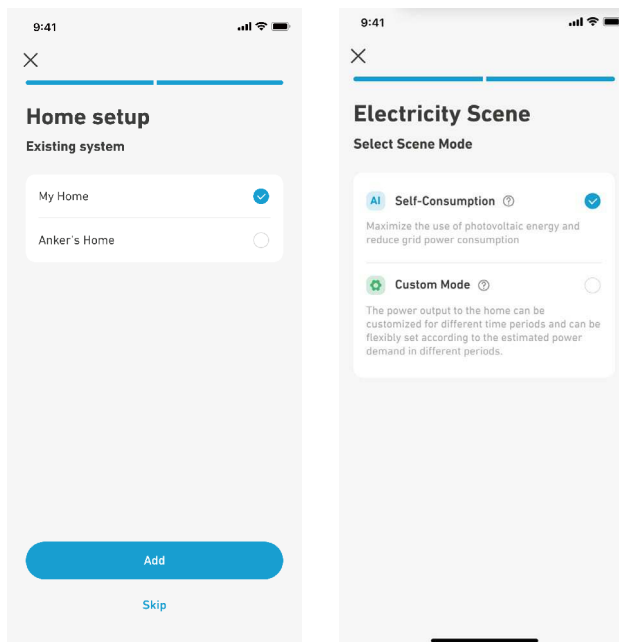 9:41
Home setup
Existing system
My Home
Anker's Home
Add
Skip
9:41
Electricity Scene
Select Scene Mode
AI Self-Consumption ?
Maximize the use of photovoltaic energy and
reduce grid power consumption
Custom Mode ?
The power output to the home can be
customized for different time periods and can be
flexibly set according to the estimated power
demand in different periods.